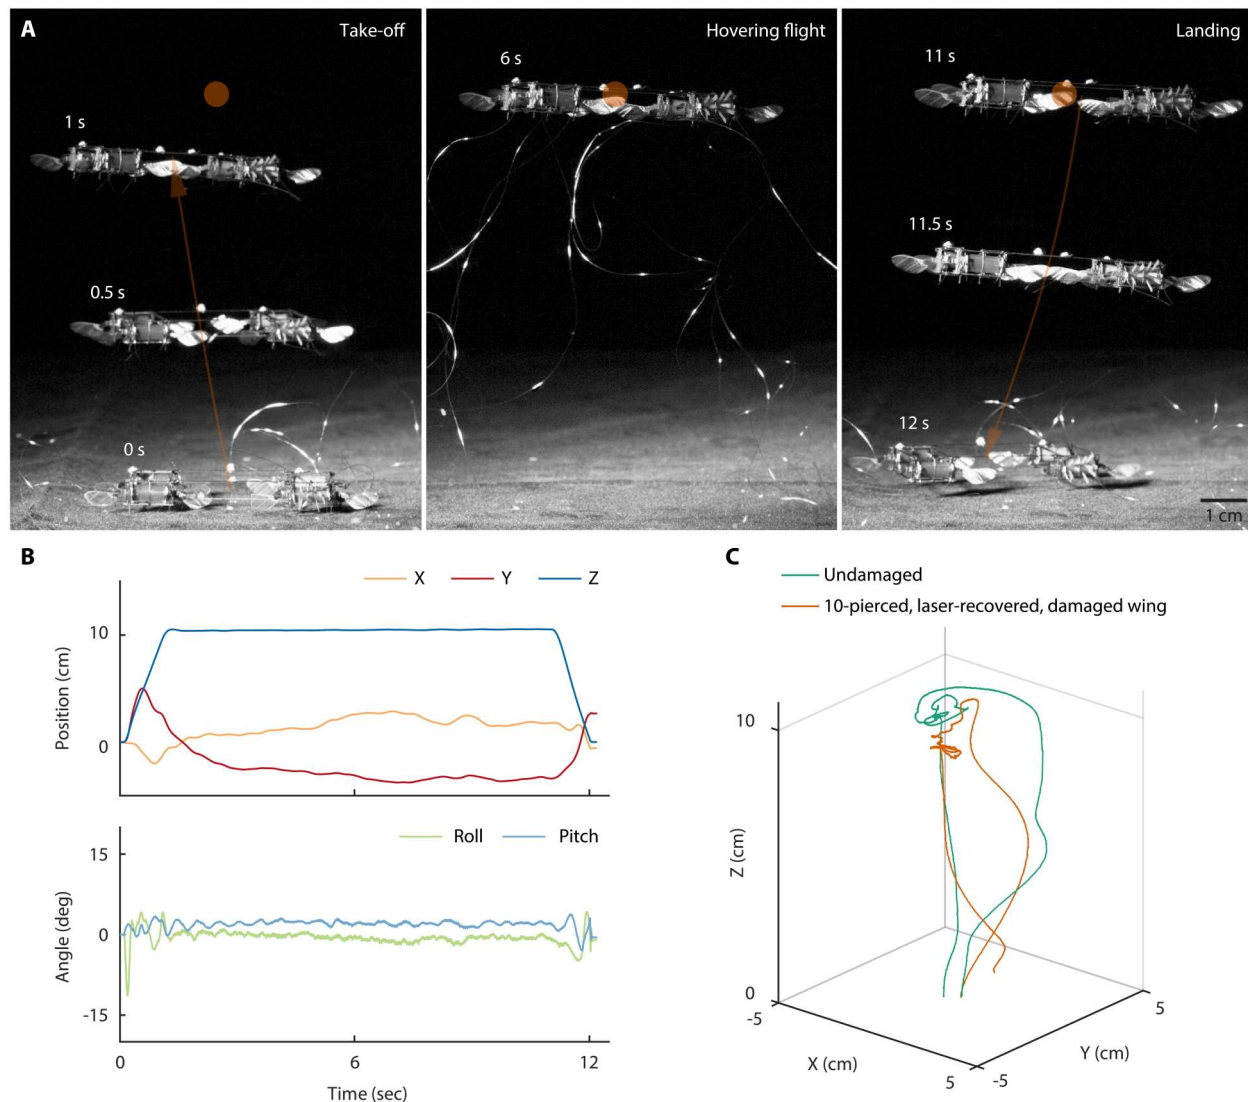 A
Take-off
1 s
0.5 s
0 s
Hovering flight
6 s
Landing
11 s
11.5 s
12 s
1 cm
B
X Y Z
10
Position (cm)
0
Roll Pitch
15
Angle (deg)
0
-15
0 6 12
Time (sec)
C
Undamaged
10-pierced, laser-recovered, damaged wing
10
Z (cm)
0
-5
X (cm)
5
-5
Y (cm)
5